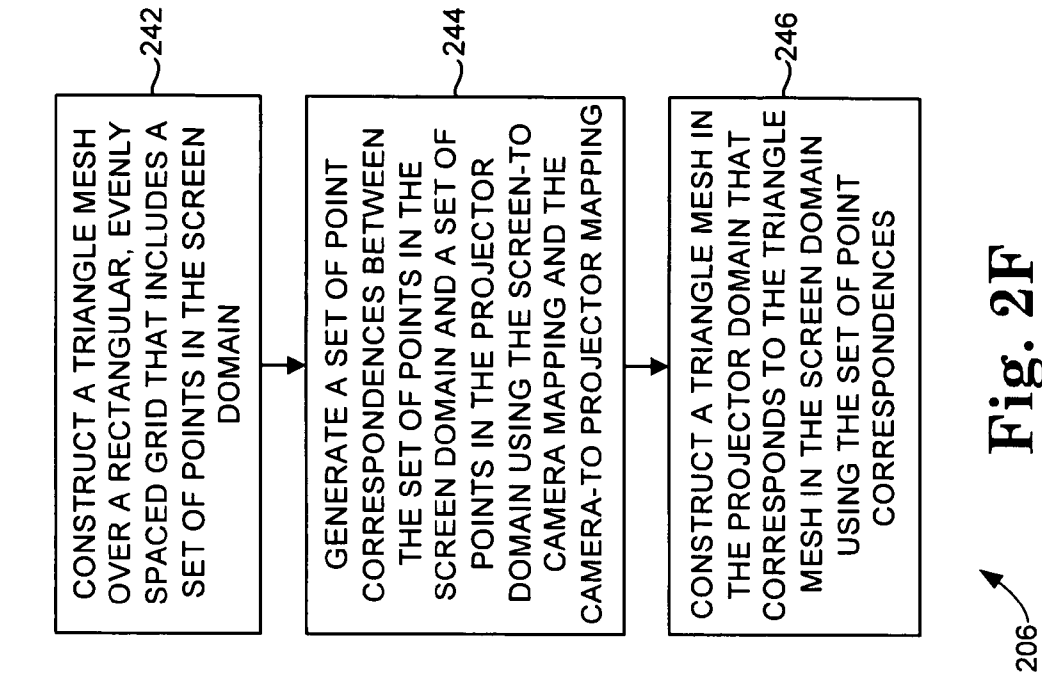 CONSTRUCT A TRIANGLE MESH
OVER A RECTANGULAR, EVENLY
SPACED GRID THAT INCLUDES A
SET OF POINTS IN THE SCREEN
DOMAIN
242
GENERATE A SET OF POINT
CORRESPONDENCES BETWEEN
THE SET OF POINTS IN THE
SCREEN DOMAIN AND A SET OF
POINTS IN THE PROJECTOR
DOMAIN USING THE SCREEN-TO
CAMERA MAPPING AND THE
CAMERA-TO PROJECTOR MAPPING
244
CONSTRUCT A TRIANGLE MESH IN
THE PROJECTOR DOMAIN THAT
CORRESPONDS TO THE TRIANGLE
MESH IN THE SCREEN DOMAIN
USING THE SET OF POINT
CORRESPONDENCES
246
206
Fig. 2F